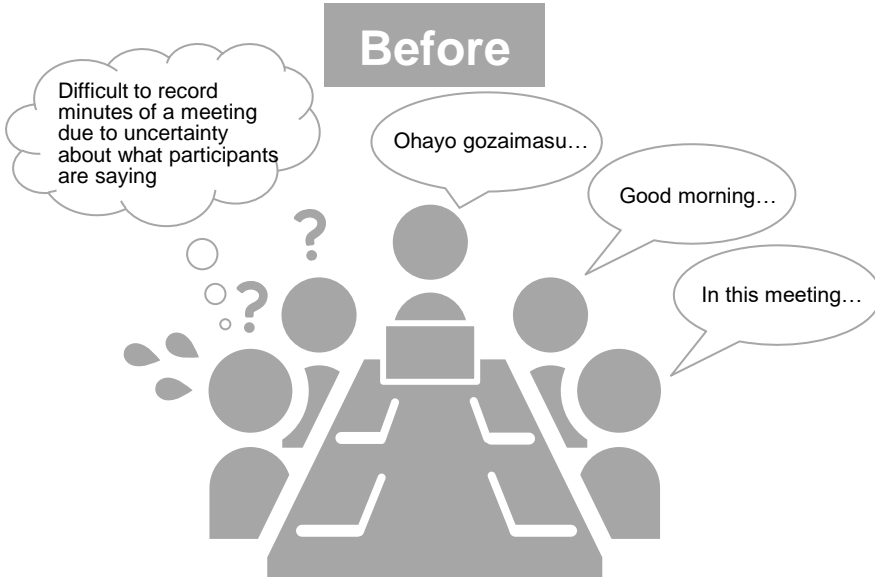 Before
Difficult to record
minutes of a meeting
due to uncertainty
about what participants
are saying
Ohayo gozaimasu…
Good morning…
In this meeting…
?
?